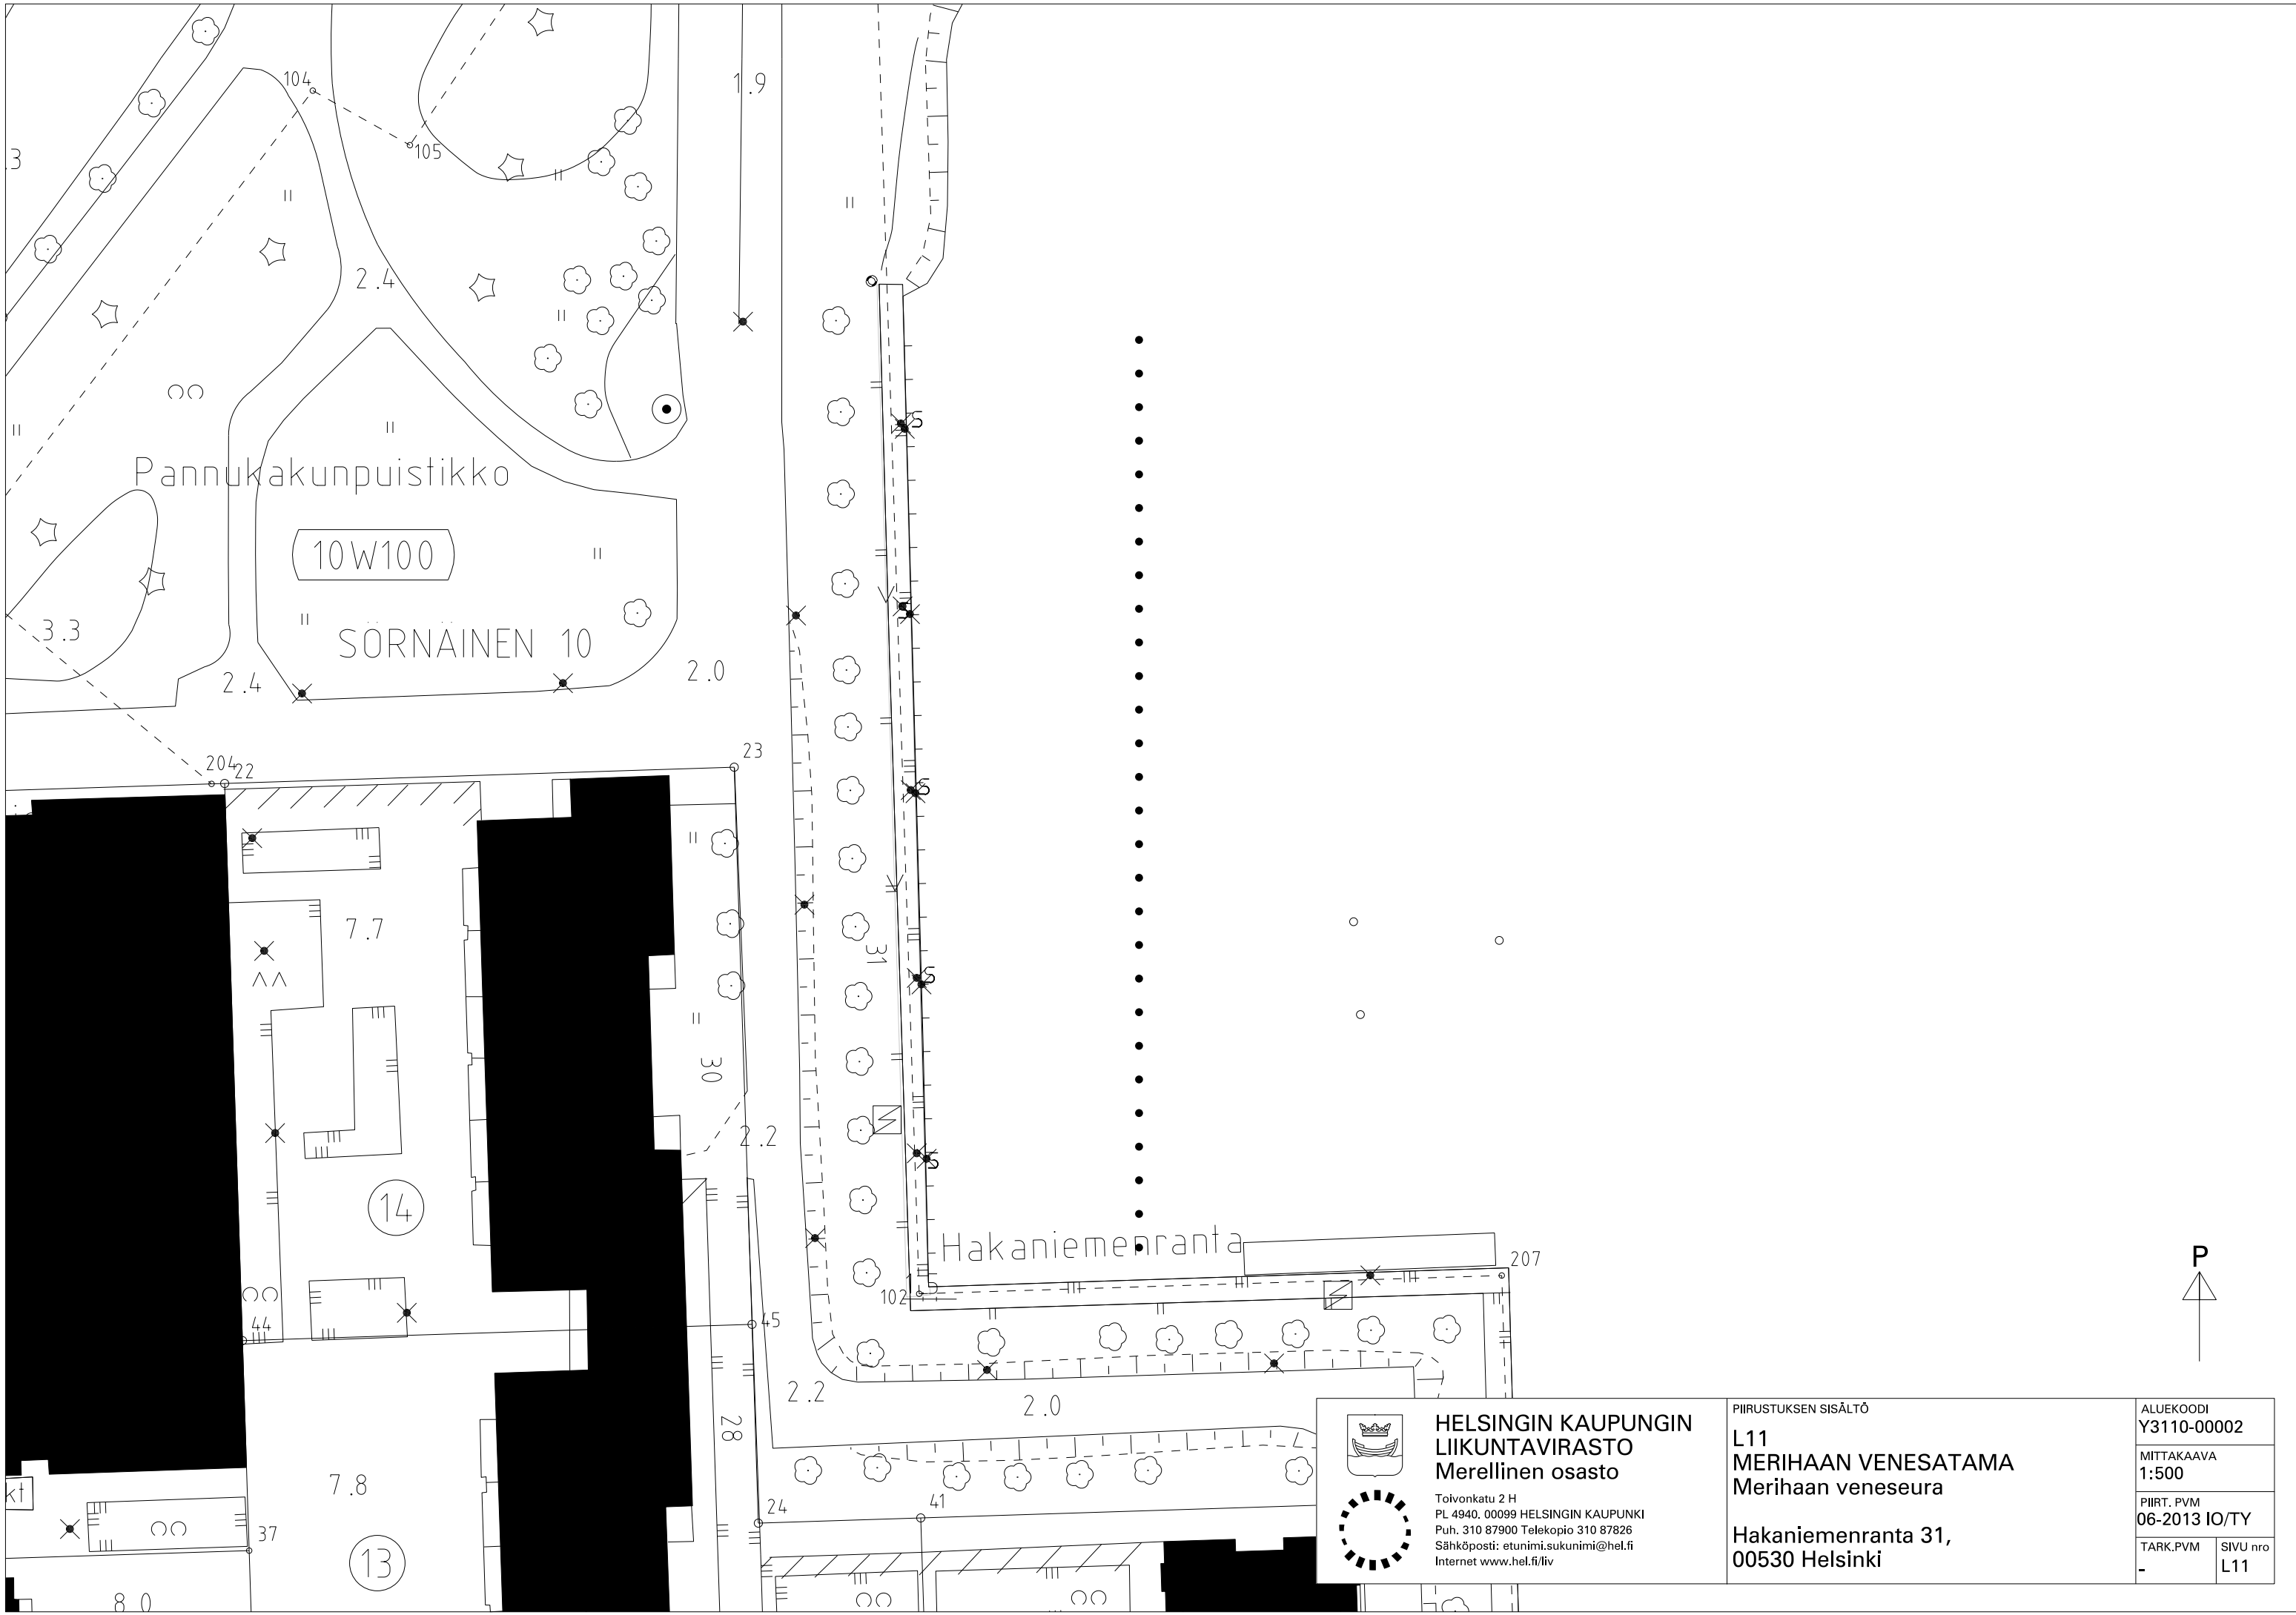 1.9
104
105
.3
2.4
Pannukakunpuistikko
10W100
3.3
SÖRNÄINEN 10
2.4
2.0
204
22
23
7.7
31
30
2.2
14
Hakaniemenranta
207
102
44
45
2.2
2.0
28
7.8
24
41
kt
37
13
8.0
P
HELSINGIN KAUPUNGIN
LIIKUNTAVIRASTO
Merellinen osasto
Toivonkatu 2 H
PL 4940, 00099 HELSINGIN KAUPUNKI
Puh. 310 87900 Telekopio 310 87826
Sähköposti: etunimi.sukunimi@hel.fi
Internet www.hel.fi/liv
PIIRUSTUKSEN SISÄLTÖ
L11
MERIHAAN VENESATAMA
Merihaan veneseura
Hakaniemenranta 31,
00530 Helsinki
ALUEKOODI
Y3110-00002
MITTAKAAVA
1:500
PIIRT. PVM
06-2013 IO/TY
TARK.PVM
-
SIVU nro
L11